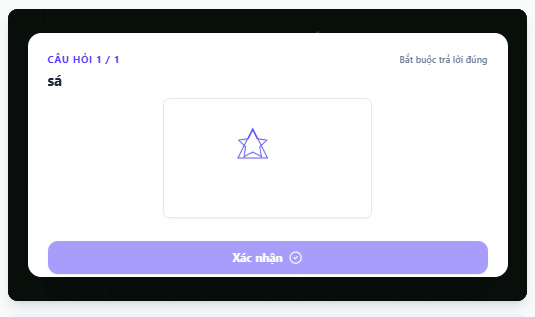 CÂU HỎI 1 / 1
Bắt buộc trả lời đúng
sá
Xác nhận